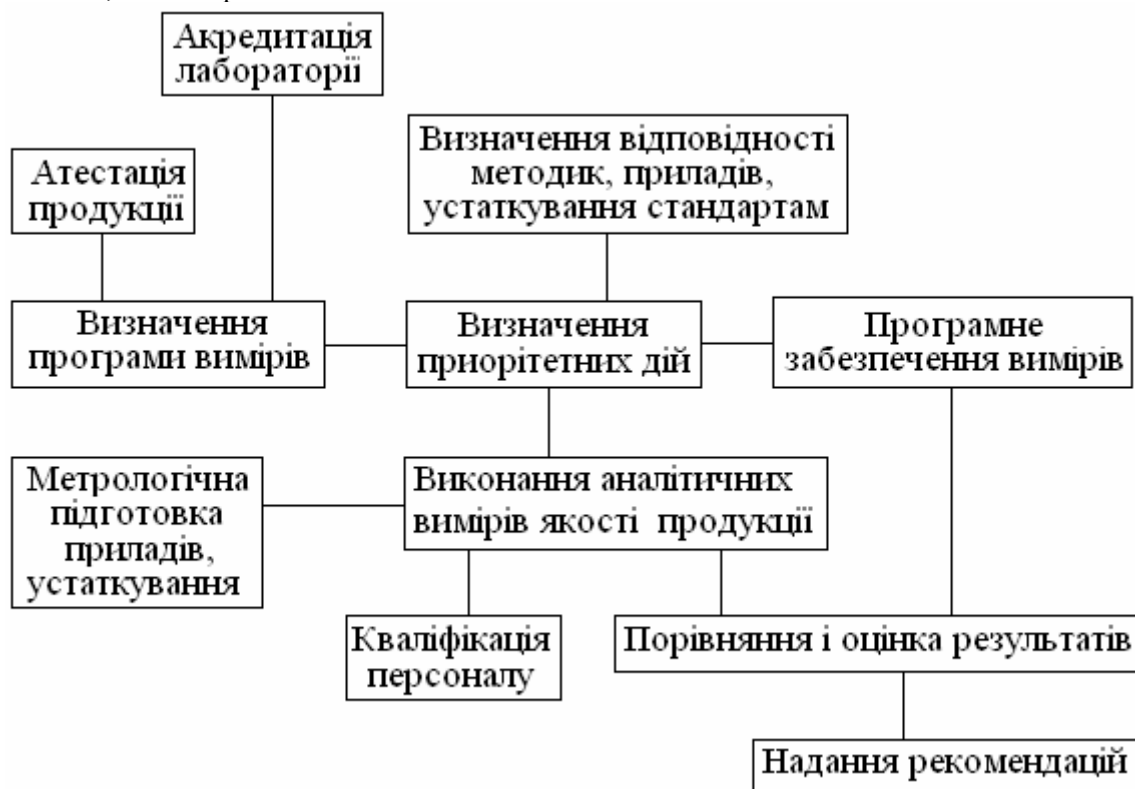 Акредитація
лабораторії
Атестація
продукції
Визначення відповідності
методик, приладів,
устаткування стандартам
Визначення
програми вимірів
Визначення
приорітетних дій
Програмне
забезпечення вимірів
Метрологічна
підготовка
приладів,
устаткування
Виконання аналітичних
вимірів якості продукції
Кваліфікація
персоналу
Порівняння і оцінка результатів
Надання рекомендацій